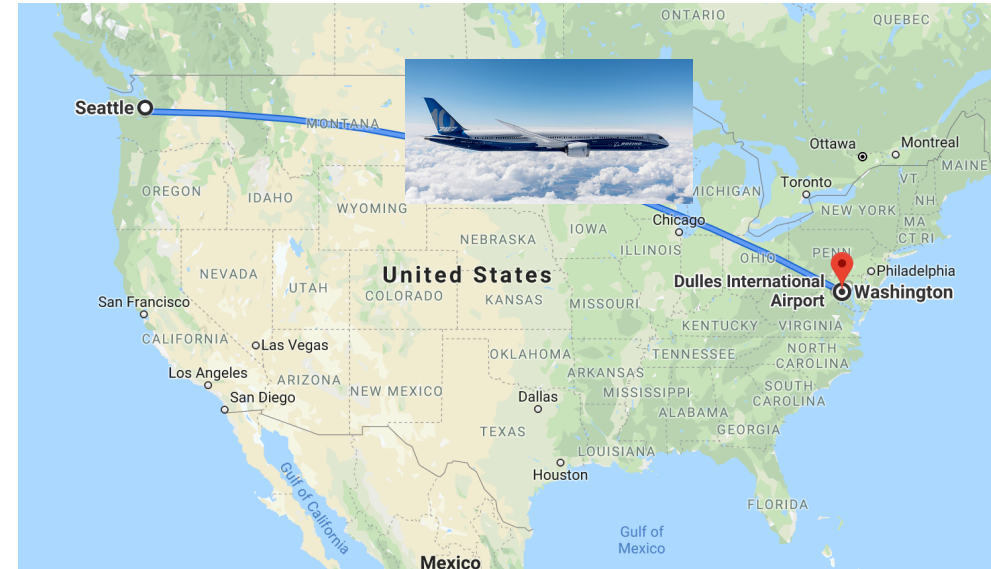 ONTARIO
QUEBEC
Seattle
MONTANA
10
787
BOEING
Ottawa
Montreal
MAINE
Toronto
VT.
OREGON
IDAHO
WYOMING
MICHIGAN
NEW YORK
NH
MA
CT RI
Chicago
IOWA
NEBRASKA
ILLINOIS
OHIO
PENN
Philadelphia
NEVADA
UTAH
COLORADO
United States
KANSAS
MISSOURI
Dulles International
Airport
Washington
San Francisco
CALIFORNIA
Las Vegas
KENTUCKY
VIRGINIA
OKLAHOMA
TENNESSEE
NORTH
CAROLINA
Los Angeles
ARIZONA
NEW MEXICO
ARKANSAS
San Diego
Dallas
MISSISSIPPI
SOUTH
CAROLINA
ALABAMA
TEXAS
GEORGIA
LOUISIANA
Houston
Gulf of California
FLORIDA
Gulf of
Mexico
Mexico